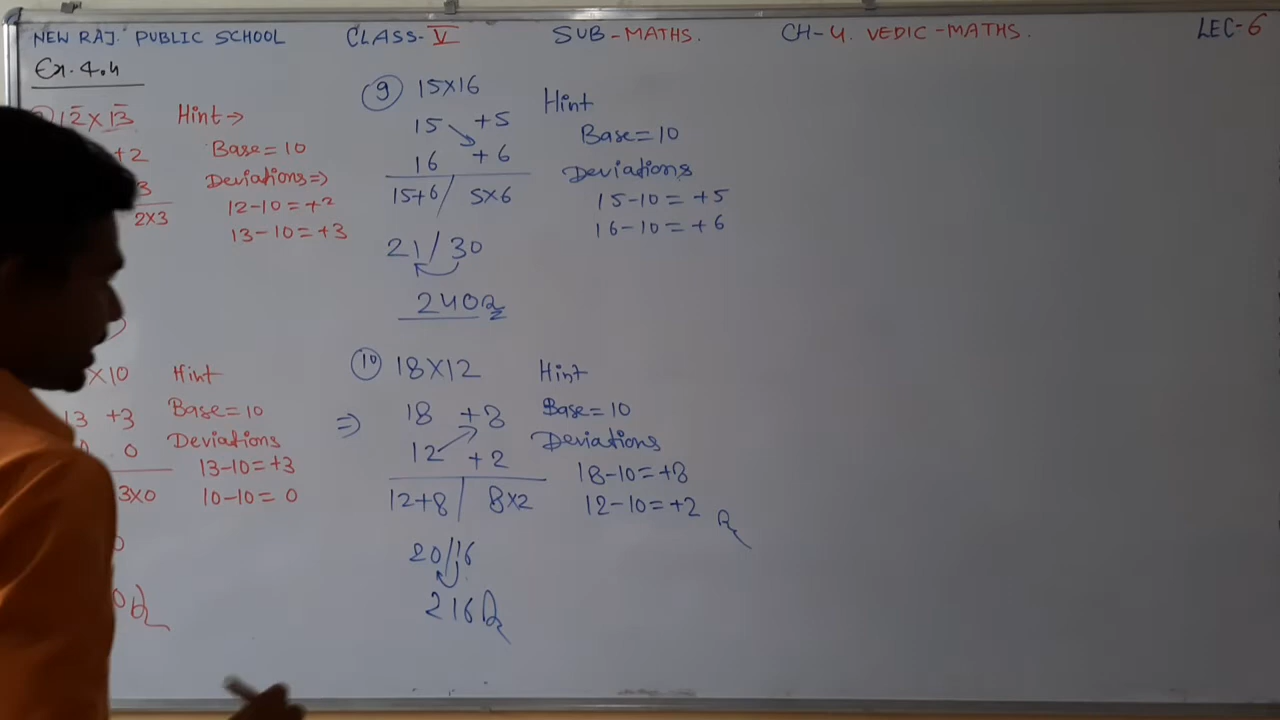 NEW RAJ. PUBLIC SCHOOL CLASS-V SUB-MATHS. CH-4. VEDIC-MATHS. LEC-6
Ex. 4.4
12 × 13 Hint →
+2 Base = 10
3 Deviations ⇒
2×3 12-10 = +2
13-10 = +3
×10 Hint
13 +3 Base = 10
0 Deviations
13-10 = +3
3×0 10-10 = 0
0
0
9 15×16 Hint
15 +5 Base = 10
16 +6 Deviations
15+6 / 5×6 15-10 = +5
16-10 = +6
21/30
240
10 18×12 Hint
⇒ 18 +8 Base = 10
12 +2 Deviations
18-10 = +8
12+8 | 8×2 12-10 = +2
20/16
216